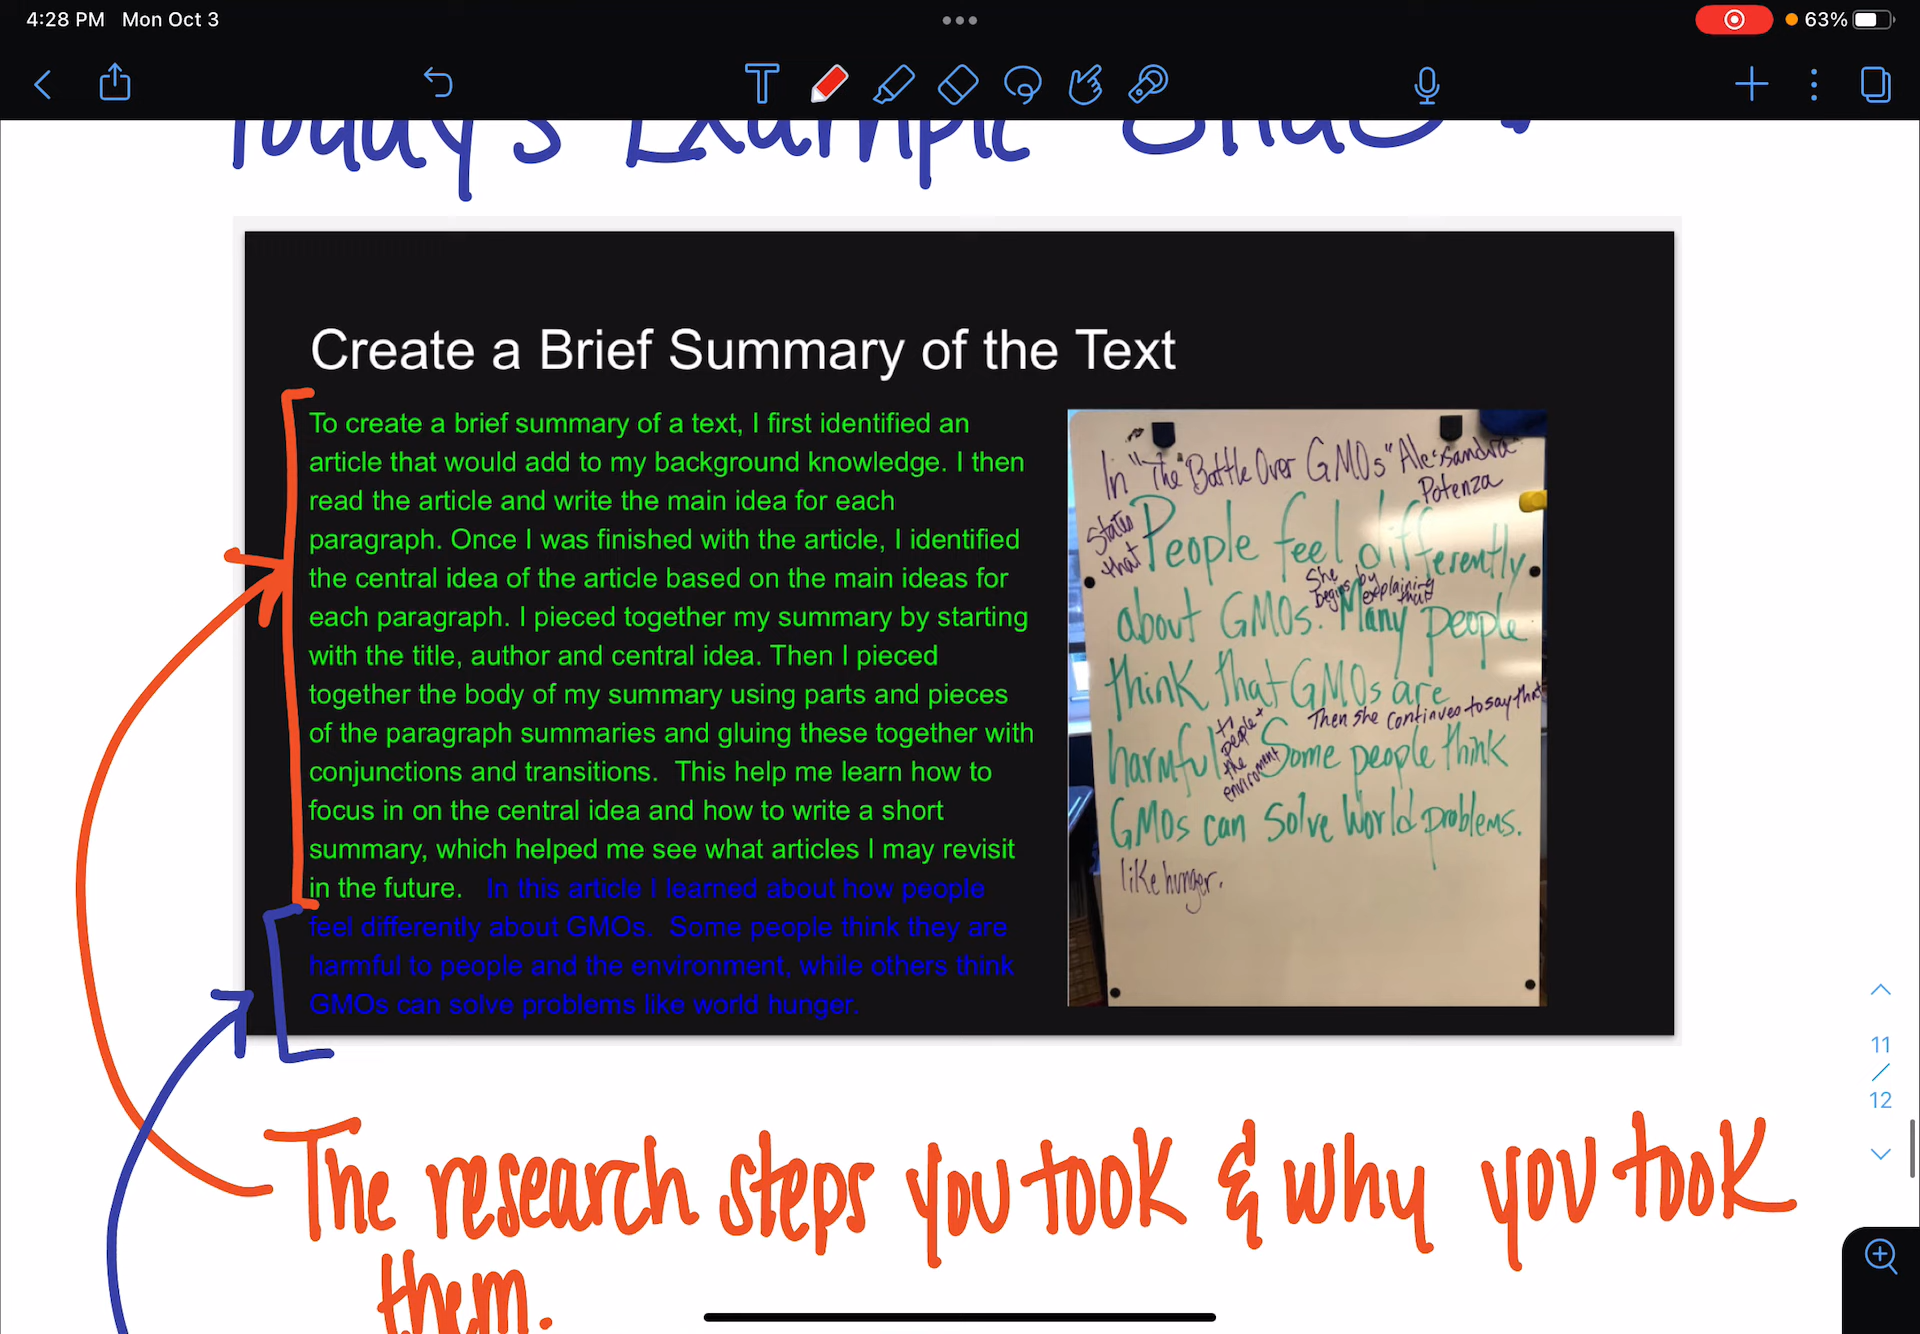 4:28 PM Mon Oct 3
63%
Today's Example Slide
Create a Brief Summary of the Text
To create a brief summary of a text, I first identified an
article that would add to my background knowledge. I then
read the article and write the main idea for each
paragraph. Once I was finished with the article, I identified
the central idea of the article based on the main ideas for
each paragraph. I pieced together my summary by starting
with the title, author and central idea. Then I pieced
together the body of my summary using parts and pieces
of the paragraph summaries and gluing these together with
conjunctions and transitions. This help me learn how to
focus in on the central idea and how to write a short
summary, which helped me see what articles I may revisit
in the future. In this article I learned about how people
feel differently about GMOs. Some people think they are
harmful to people and the environment, while others think
GMOs can solve problems like world hunger.
In "The Battle Over GMOs" Alessandra
Potenza
states
that
People feel differently
She
begins by
explaining
that
about GMOs. Many people
think that GMOs are
Then she continues to say that
harmful
to
people +
the
enviroment
Some people think
GMOs can solve World problems.
like hunger.
11
/
12
The research steps you took & why you took
them.